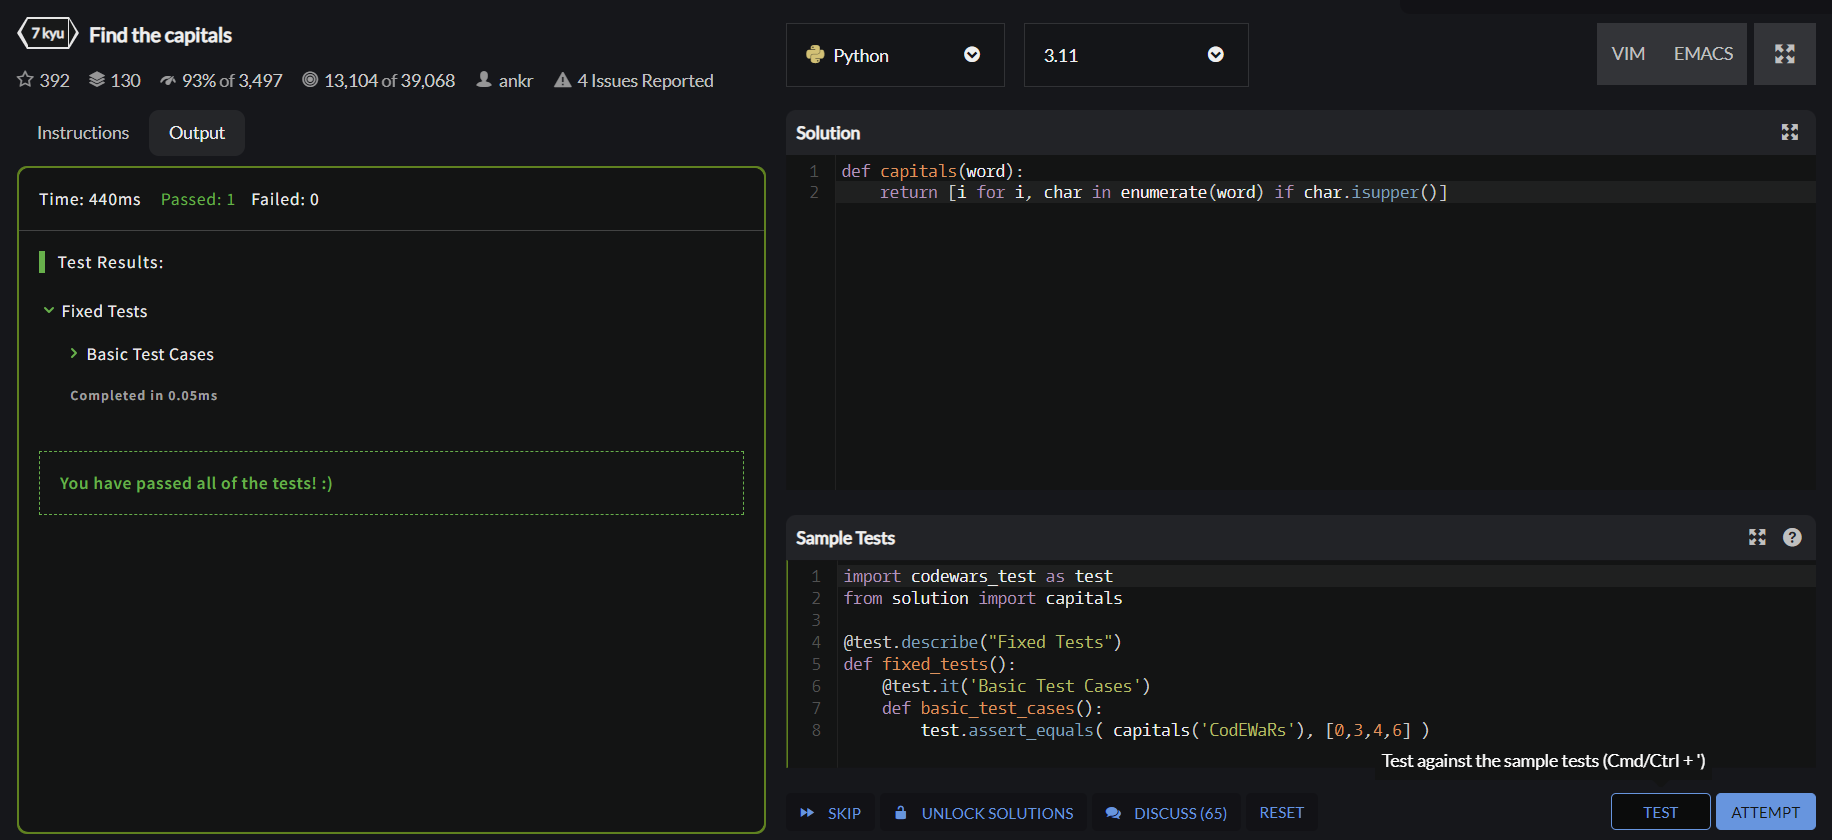 7 kyu Find the capitals
392 130 93% of 3,497 13,104 of 39,068 ankr 4 Issues Reported
Instructions Output
Time: 440ms Passed: 1 Failed: 0
Test Results:
Fixed Tests
Basic Test Cases
Completed in 0.05ms
You have passed all of the tests! :)
Python 3.11 VIM EMACS
Solution
1 def capitals(word):
2     return [i for i, char in enumerate(word) if char.isupper()]
Sample Tests ?
1 import codewars_test as test
2 from solution import capitals
3
4 @test.describe("Fixed Tests")
5 def fixed_tests():
6     @test.it('Basic Test Cases')
7     def basic_test_cases():
8         test.assert_equals( capitals('CodEWaRs'), [0,3,4,6] )
Test against the sample tests (Cmd/Ctrl + ')
SKIP UNLOCK SOLUTIONS DISCUSS (65) RESET TEST ATTEMPT